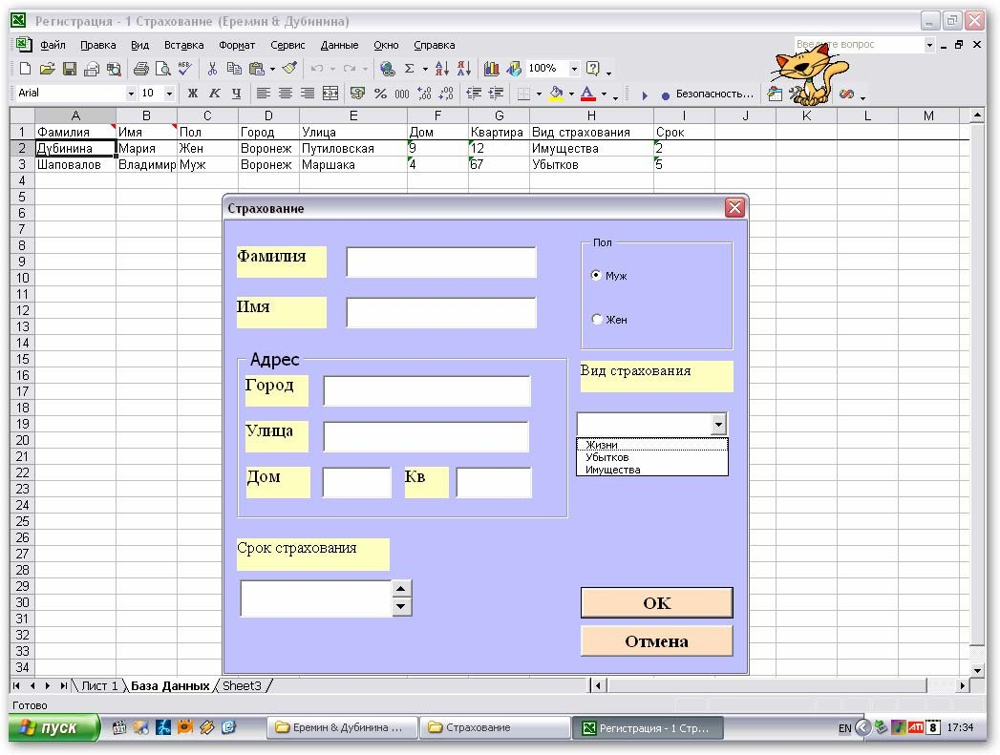 Регистрация - 1 Страхование (Еремин & Дубинина)
Файл Правка Вид Вставка Формат Сервис Данные Окно Справка Введите вопрос
100%
Arial 10 Ж К Ч % 000 Безопасность...
A B C D E F G H I J K L M
1 Фамилия Имя Пол Город Улица Дом Квартира Вид страхования Срок
2 Дубинина Мария Жен Воронеж Путиловская 9 12 Имущества 2
3 Шаповалов Владимир Муж Воронеж Маршака 4 67 Убытков 5
4
5
6
7
8
9
10
11
12
13
14
15
16
17
18
19
20
21
22
23
24
25
26
27
28
29
30
31
32
33
34
Страхование
Фамилия
Имя
Пол
Муж
Жен
Адрес
Город
Улица
Дом Кв
Вид страхования
Жизни
Убытков
Имущества
Срок страхования
OK
Отмена
Лист 1 База Данных Sheet3
Готово
пуск Еремин & Дубинина ... Страхование Регистрация - 1 Стр... EN ATI 8 17:34